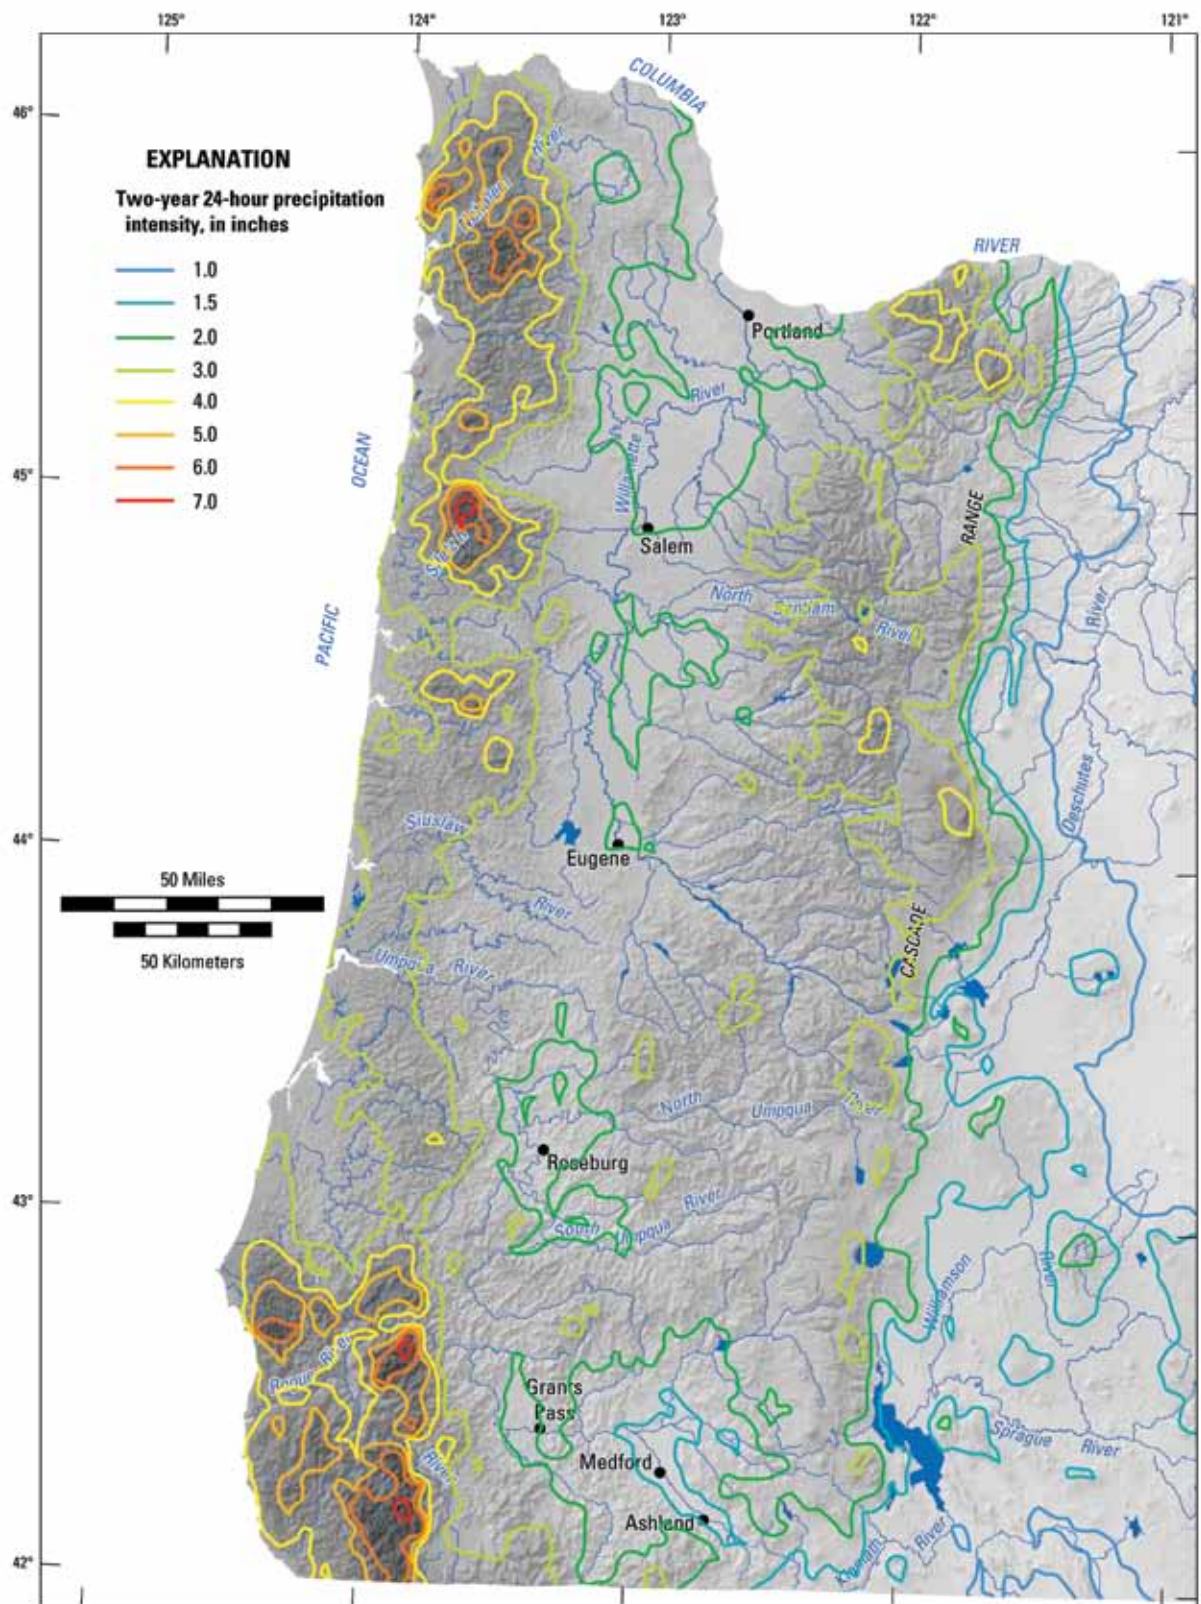 125°
124°
123°
122°
121°
46°
45°
44°
43°
42°
EXPLANATION
Two-year 24-hour precipitation
intensity, in inches
1.0
1.5
2.0
3.0
4.0
5.0
6.0
7.0
COLUMBIA
RIVER
River
Portland
River
Willamette
OCEAN
PACIFIC
Salem
RANGE
North Santiam
River
River
Deschutes
Siuslaw
River
Eugene
50 Miles
50 Kilometers
CASCADE
Umpqua River
North Umpqua River
Roseburg
South Umpqua River
Williamson
River
Rogue River
Grants
Pass
Medford
Ashland
River
Sprague River
Klamath River